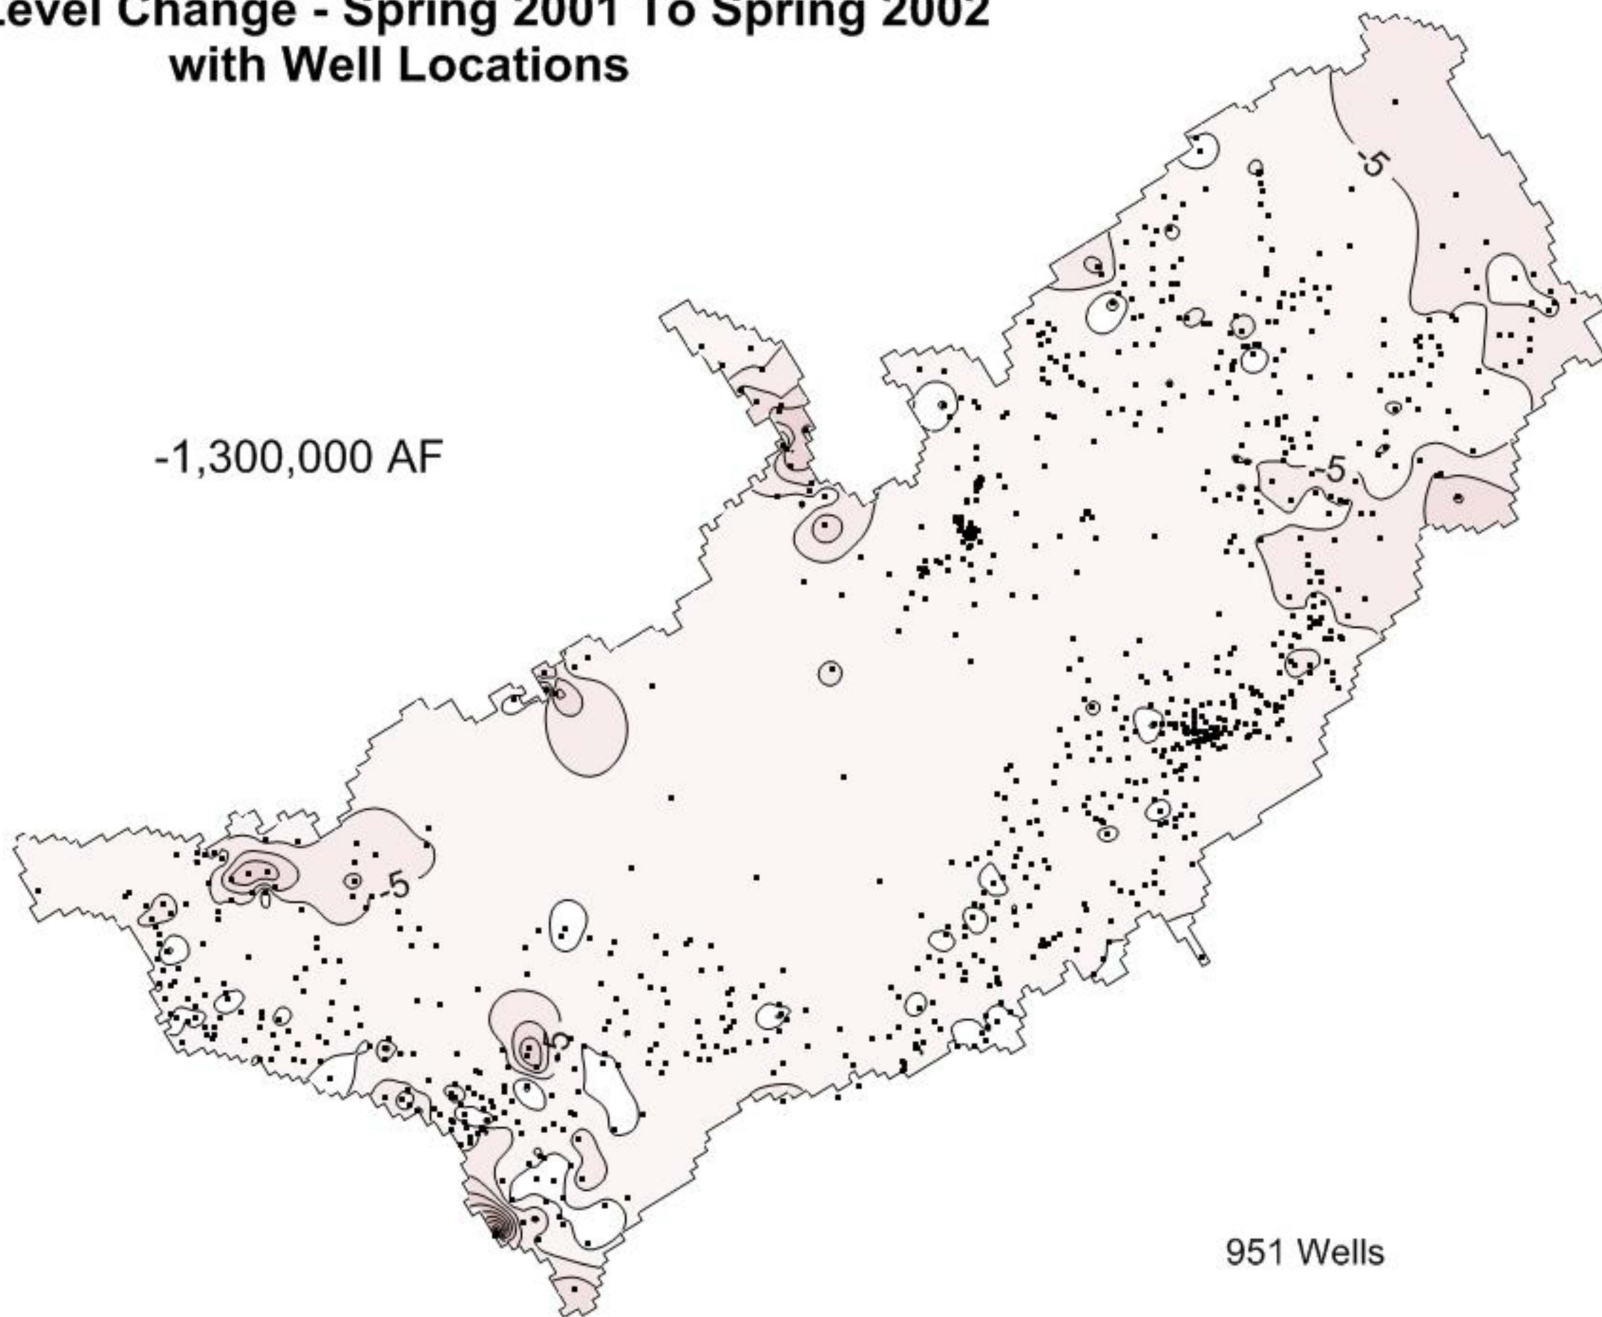 Level Change - Spring 2001 To Spring 2002
with Well Locations
-5
-1,300,000 AF
-5
-5
-5
951 Wells